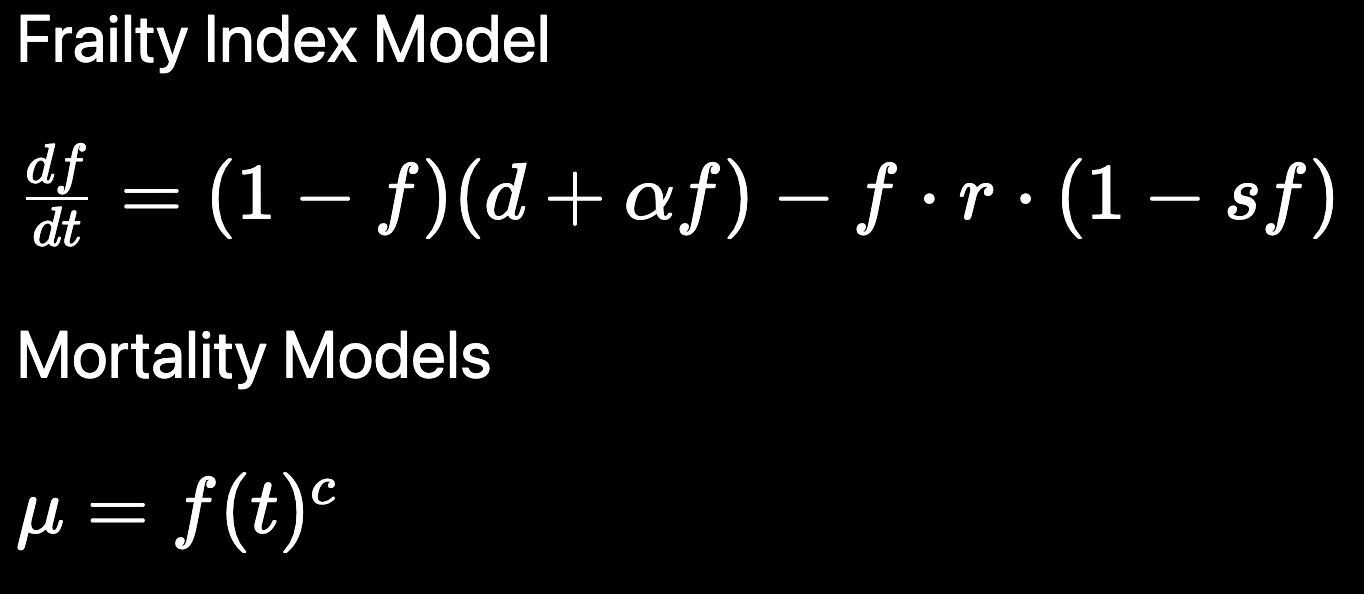 Frailty Index Model
df/dt = (1 − f)(d + αf) − f · r · (1 − sf)
Mortality Models
μ = f(t)^c